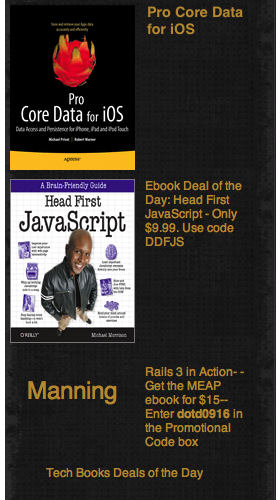 Store and retrieve your Apps data
accurately and efficiently
Pro
Core Data for iOS
Data Access and Persistence for iPhone, iPad and iPod Touch
Michael Privat | Robert Warner
Apress
Pro Core Data
for iOS
A Brain-Friendly Guide
Head First
JavaScript
O'REILLY
Michael Morrison
Ebook Deal of the
Day: Head First
JavaScript - Only
$9.99. Use code
DDFJS
Manning
Rails 3 in Action- -
Get the MEAP
ebook for $15--
Enter dotd0916 in
the Promotional
Code box
Tech Books Deals of the Day